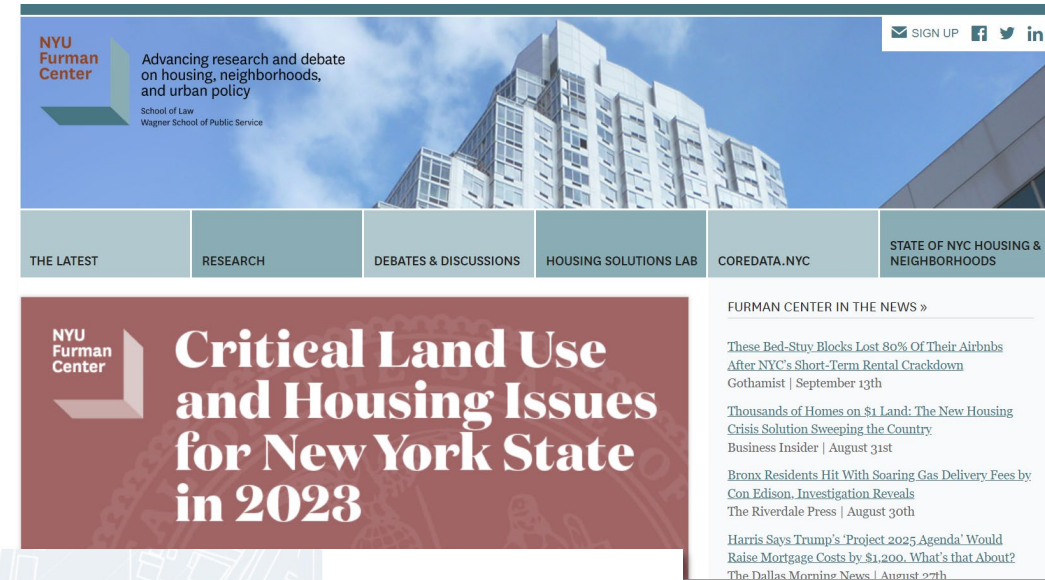 NYU
Furman
Center
Advancing research and debate
on housing, neighborhoods,
and urban policy
School of Law
Wagner School of Public Service
SIGN UP
THE LATEST
RESEARCH
DEBATES & DISCUSSIONS
HOUSING SOLUTIONS LAB
COREDATA.NYC
STATE OF NYC HOUSING &
NEIGHBORHOODS
NYU
Furman
Center
Critical Land Use
and Housing Issues
for New York State
in 2023
FURMAN CENTER IN THE NEWS »
These Bed-Stuy Blocks Lost 80% Of Their Airbnbs
After NYC's Short-Term Rental Crackdown
Gothamist | September 13th
Thousands of Homes on $1 Land: The New Housing
Crisis Solution Sweeping the Country
Business Insider | August 31st
Bronx Residents Hit With Soaring Gas Delivery Fees by
Con Edison, Investigation Reveals
The Riverdale Press | August 30th
Harris Says Trump's 'Project 2025 Agenda' Would
Raise Mortgage Costs by $1,200. What's that About?
The Dallas Morning News | August 27th